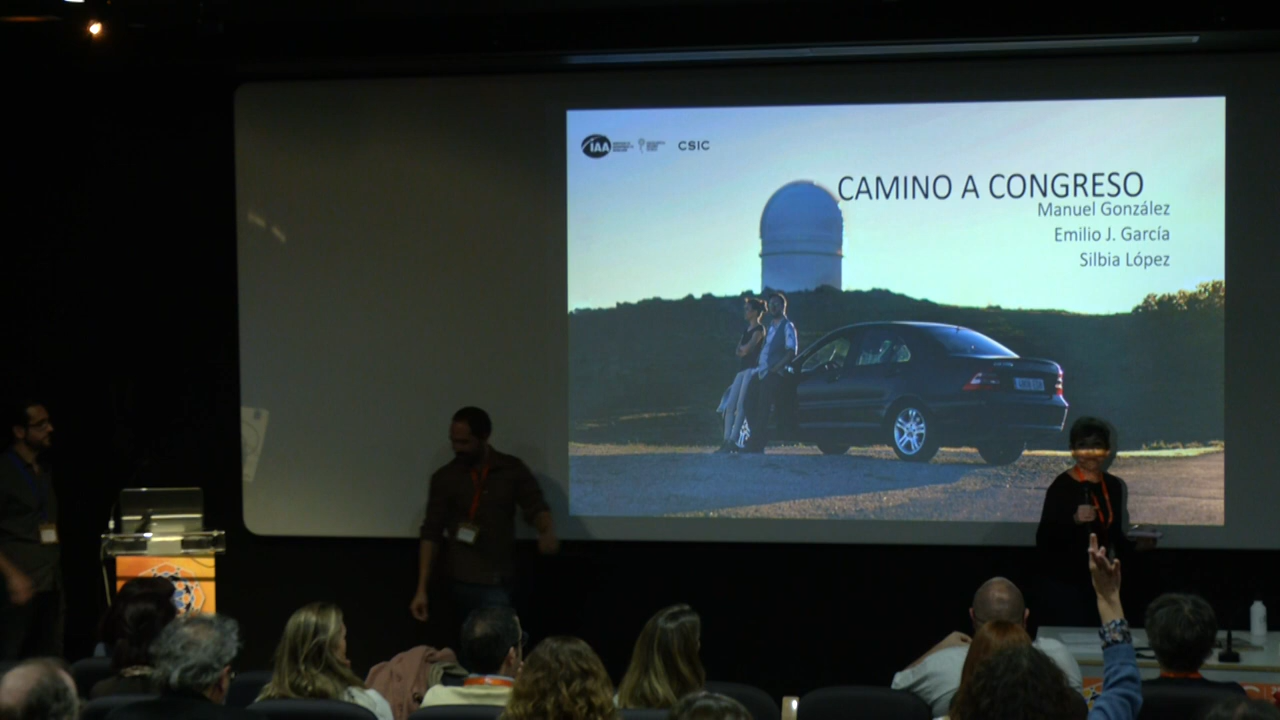 IAA
CSIC
CAMINO A CONGRESO
Manuel González
Emilio J. García
Silbia López